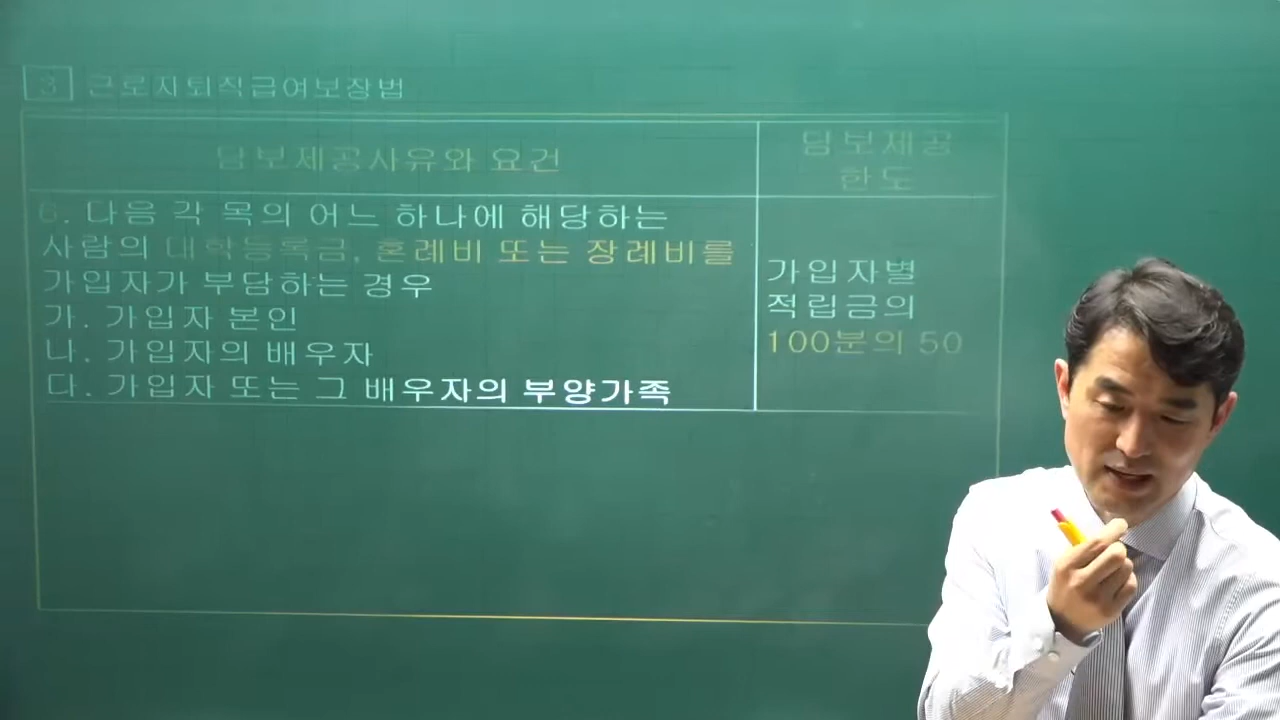 3 근로자퇴직급여보장법
담보제공사유와 요건
담보제공
한도
6. 다음 각 목의 어느 하나에 해당하는
사람의 대학등록금, 혼례비 또는 장례비를
가입자가 부담하는 경우
가. 가입자 본인
나. 가입자의 배우자
다. 가입자 또는 그 배우자의 부양가족
가입자별
적립금의
100분의 50